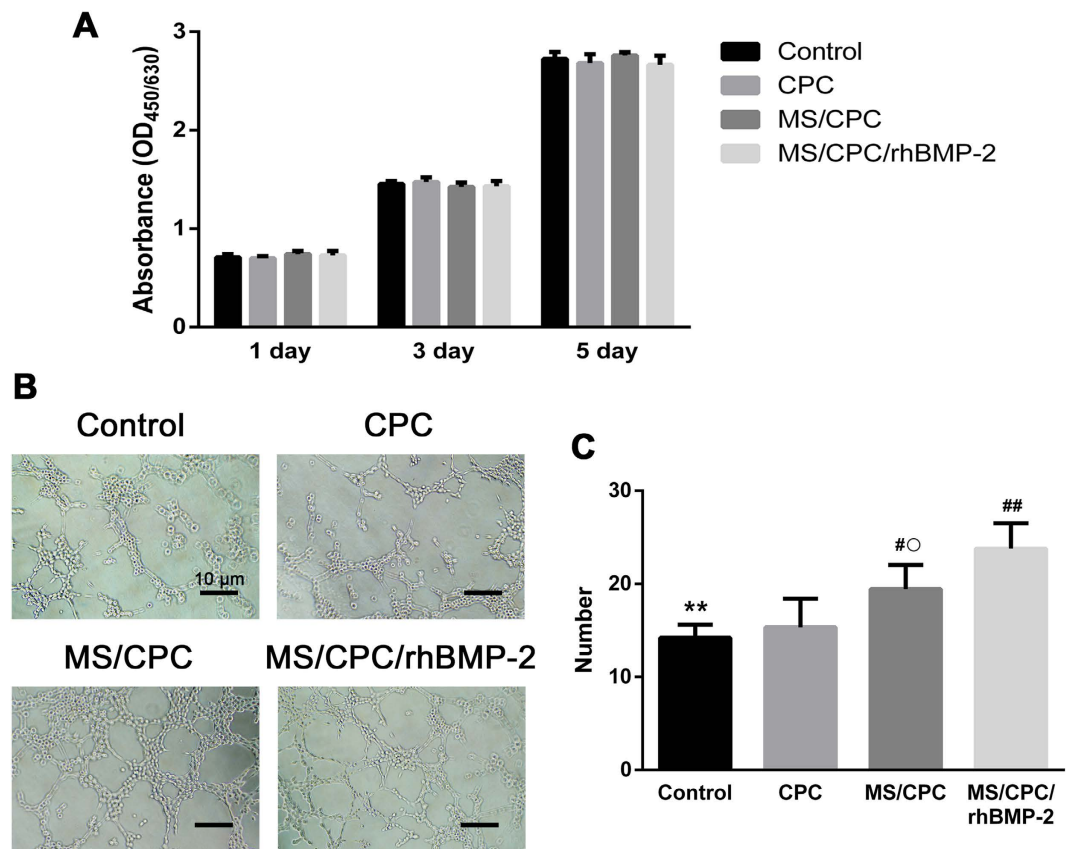 A
Absorbance (OD450/630)
3
2
1
0
1 day
3 day
5 day
Control
CPC
MS/CPC
MS/CPC/rhBMP-2
B
Control
CPC
10 μm
MS/CPC
MS/CPC/rhBMP-2
C
Number
30
20
10
0
**
#○
##
Control
CPC
MS/CPC
MS/CPC/
rhBMP-2